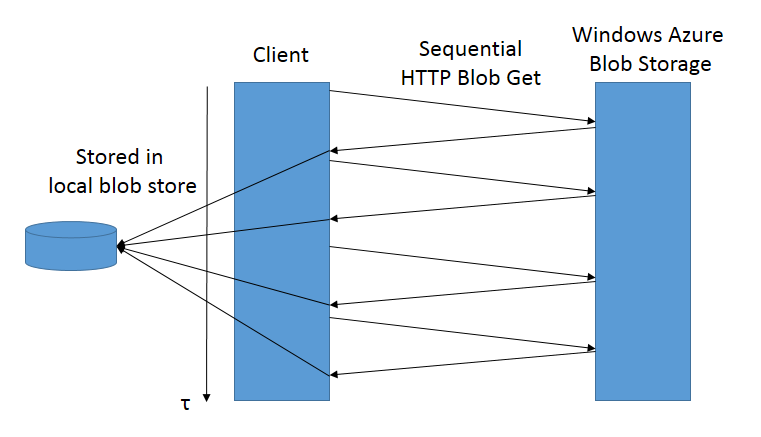 Client
Sequential
HTTP Blob Get
Windows Azure
Blob Storage
Stored in
local blob store
τ